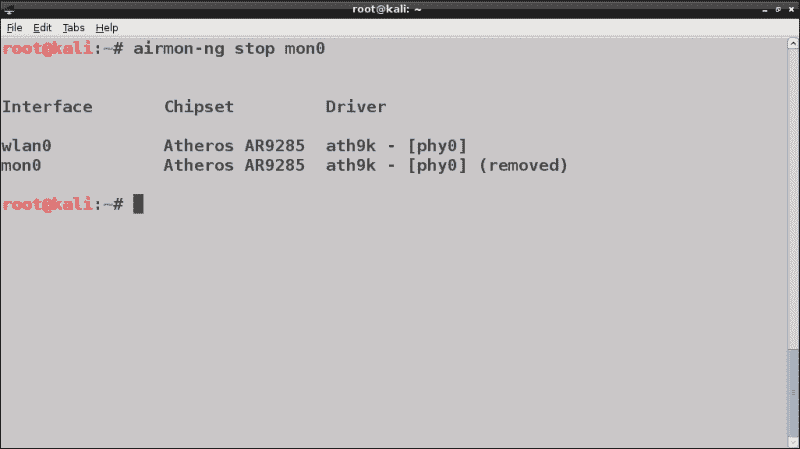 root@kali: ~
File Edit Tabs Help
root@kali:~# airmon-ng stop mon0
Interface Chipset Driver
wlan0 Atheros AR9285 ath9k - [phy0]
mon0 Atheros AR9285 ath9k - [phy0] (removed)
root@kali:~#